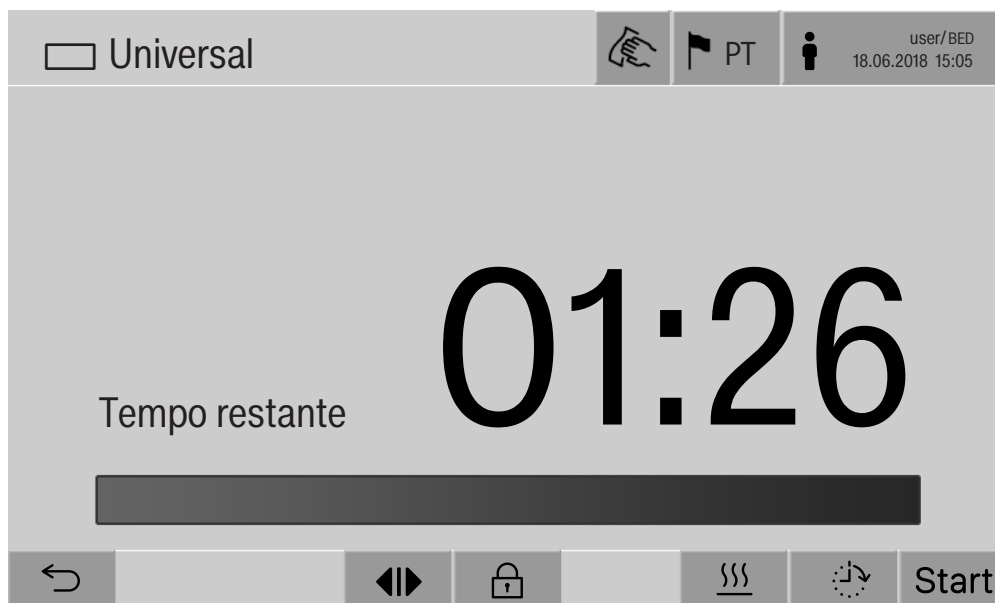 Universal
PT
user/BED
18.06.2018 15:05
01:26
Tempo restante
Start